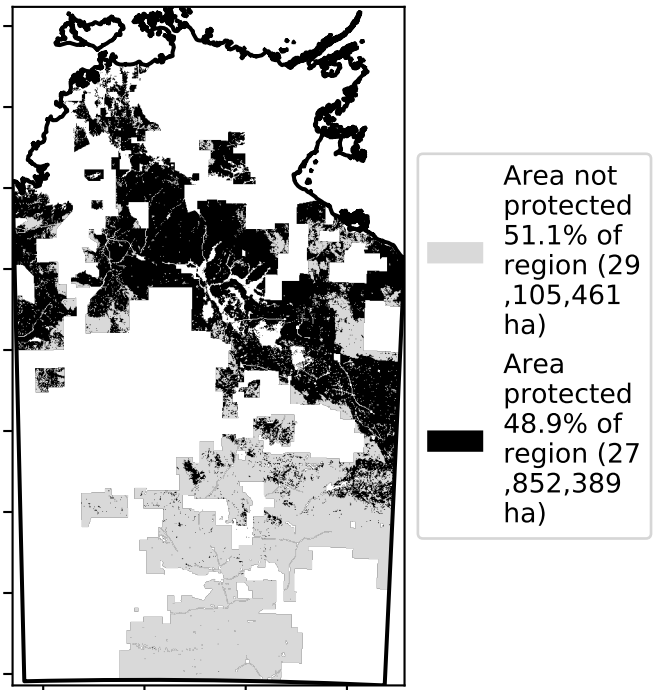 Area not
protected
51.1% of
region (29
,105,461
ha)
Area
protected
48.9% of
region (27
,852,389
ha)